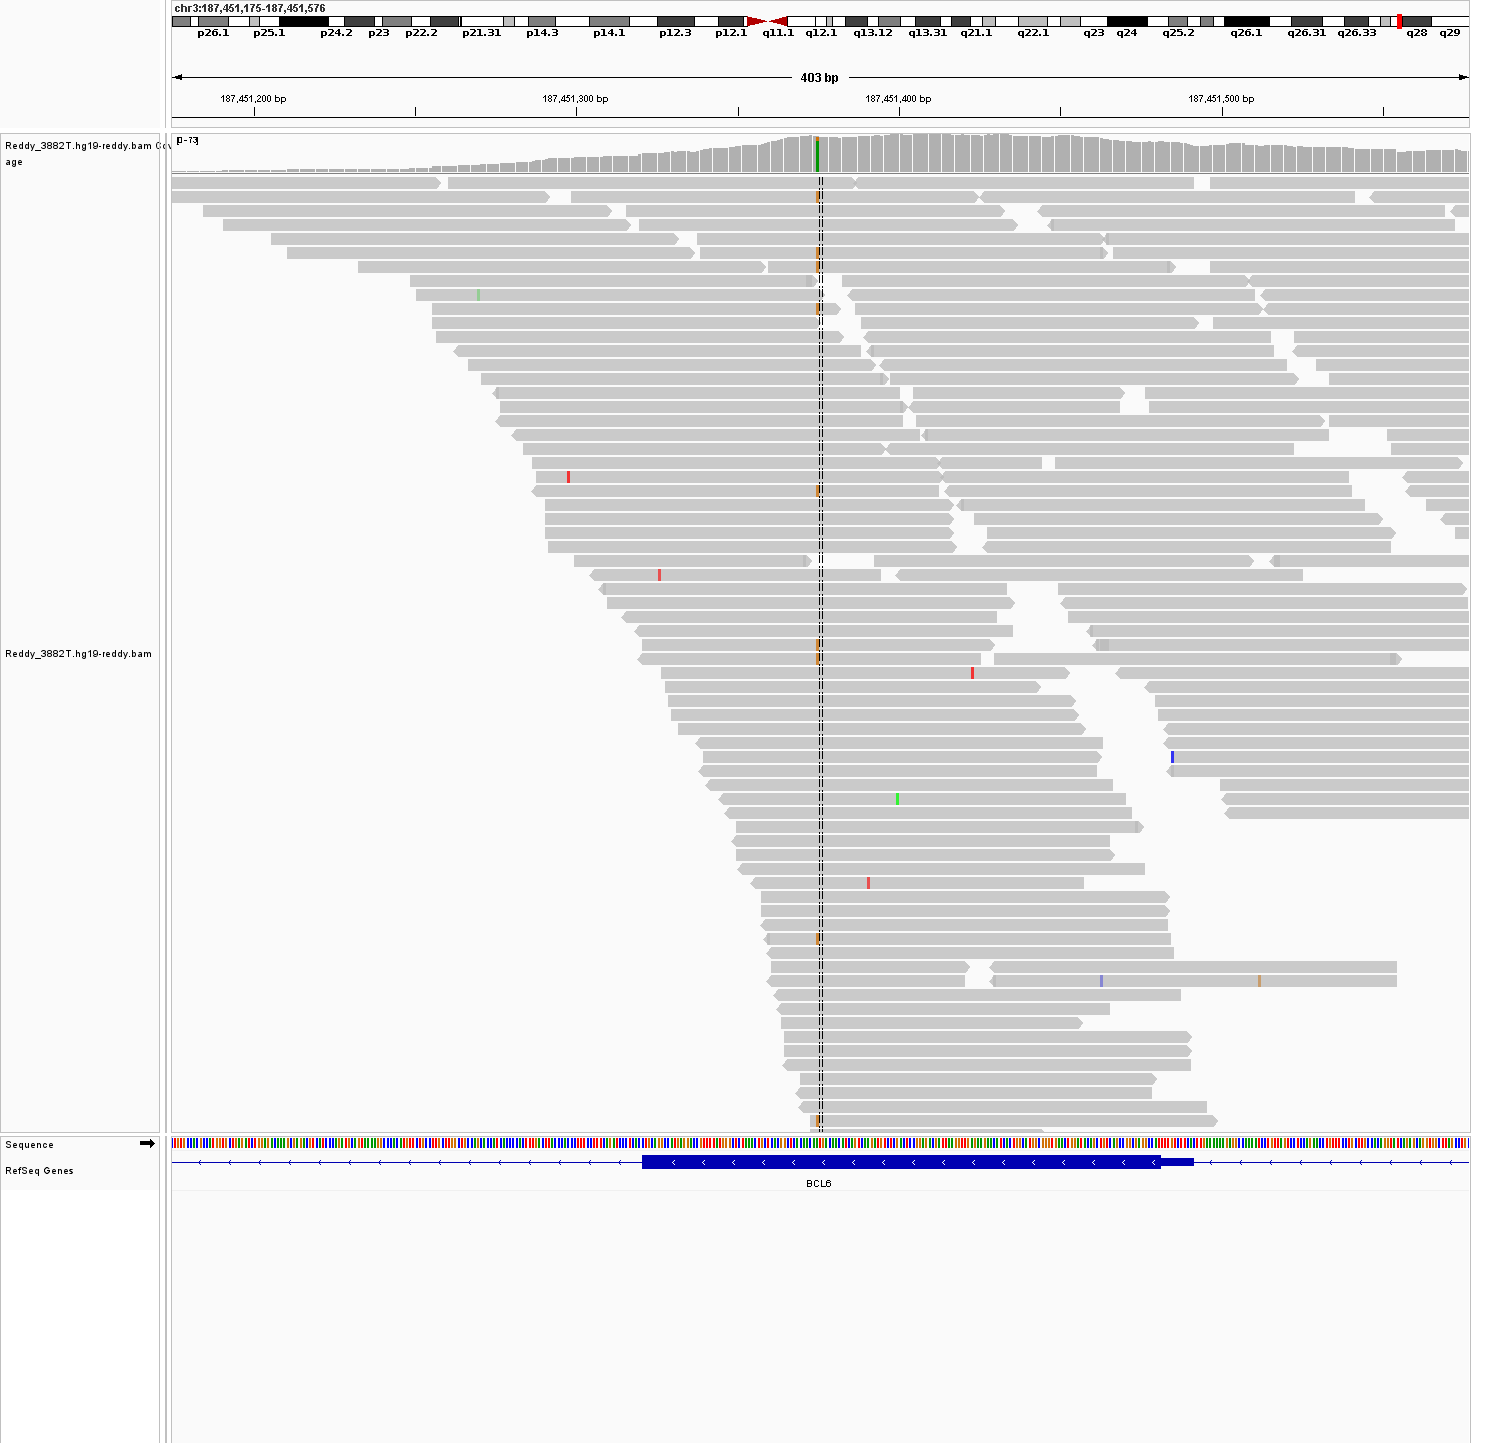 chr3:187,451,175-187,451,576
p26.1 p25.1 p24.2 p23 p22.2 p21.31 p14.3 p14.1 p12.3 p12.1 q11.1 q12.1 q13.12 q13.31 q21.1 q22.1 q23 q24 q25.2 q26.1 q26.31 q26.33 q28 q29
403 bp
187,451,200 bp 187,451,300 bp 187,451,400 bp 187,451,500 bp
Reddy_3882T.hg19-reddy.bam Cov
age
[0-73]
Reddy_3882T.hg19-reddy.bam
Sequence
RefSeq Genes
BCL6